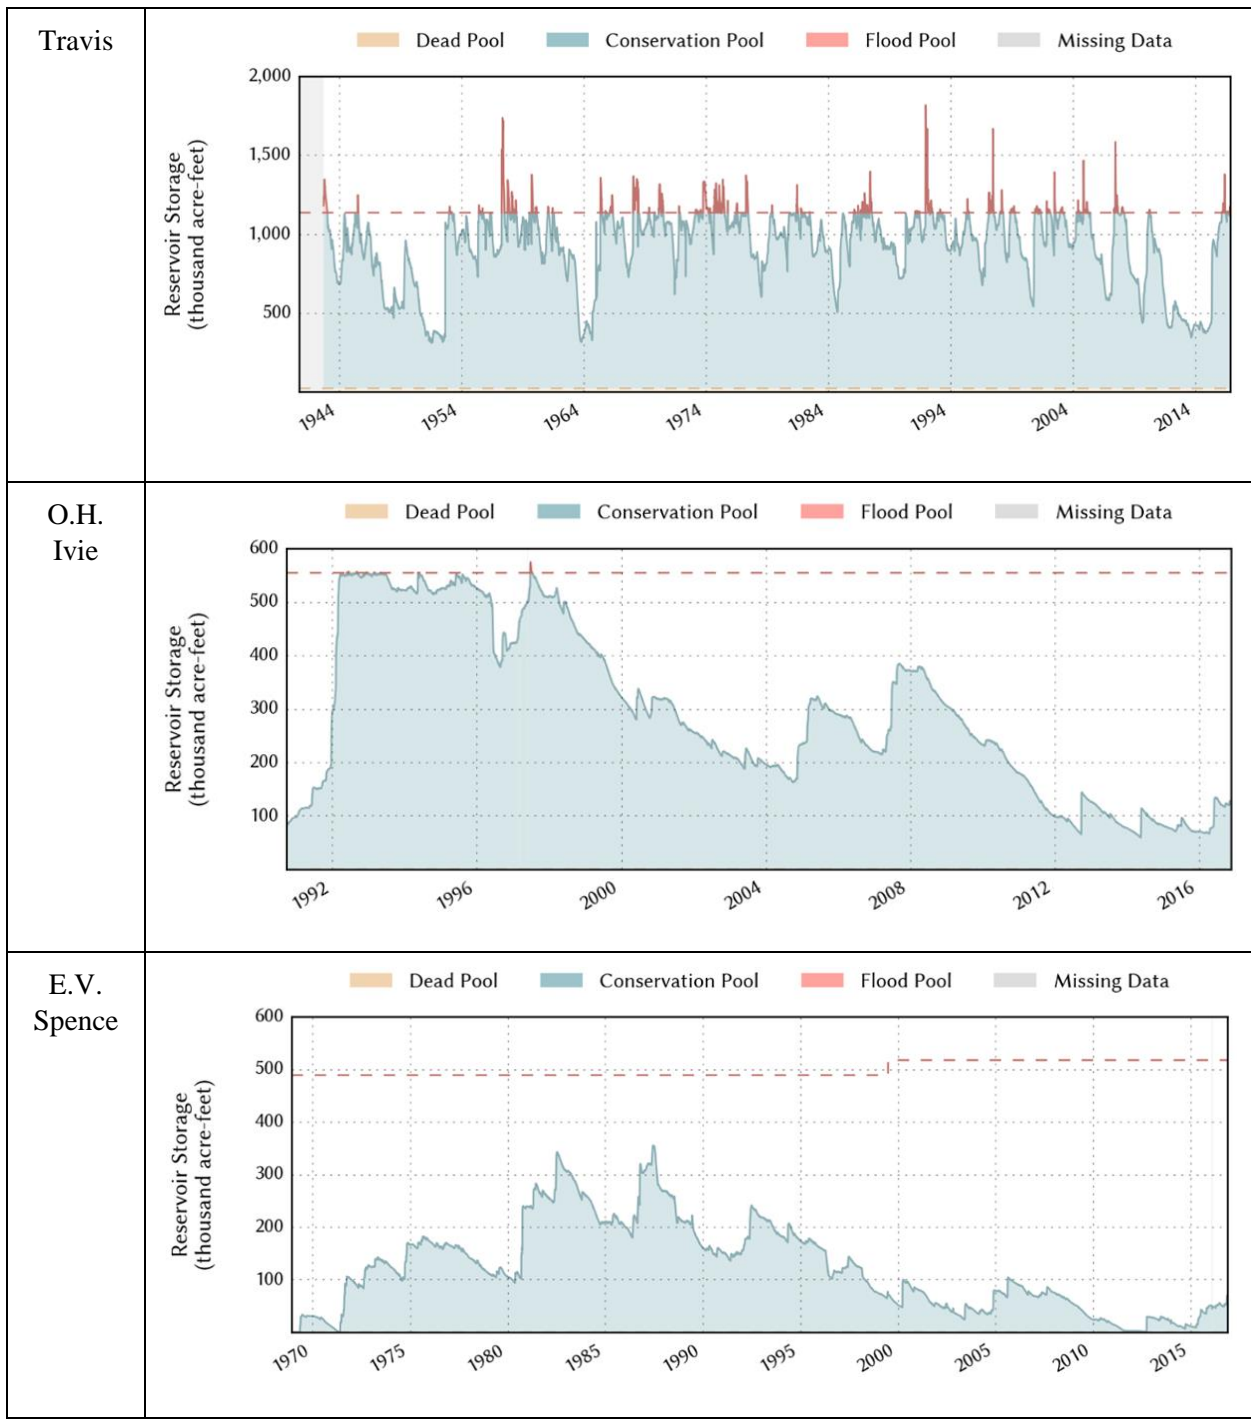 Travis
Dead Pool Conservation Pool Flood Pool Missing Data
Reservoir Storage
(thousand acre-feet)
2,000
1,500
1,000
500
1944 1954 1964 1974 1984 1994 2004 2014
O.H.
Ivie
Dead Pool Conservation Pool Flood Pool Missing Data
Reservoir Storage
(thousand acre-feet)
600
500
400
300
200
100
1992 1996 2000 2004 2008 2012 2016
E.V.
Spence
Dead Pool Conservation Pool Flood Pool Missing Data
Reservoir Storage
(thousand acre-feet)
600
500
400
300
200
100
1970 1975 1980 1985 1990 1995 2000 2005 2010 2015